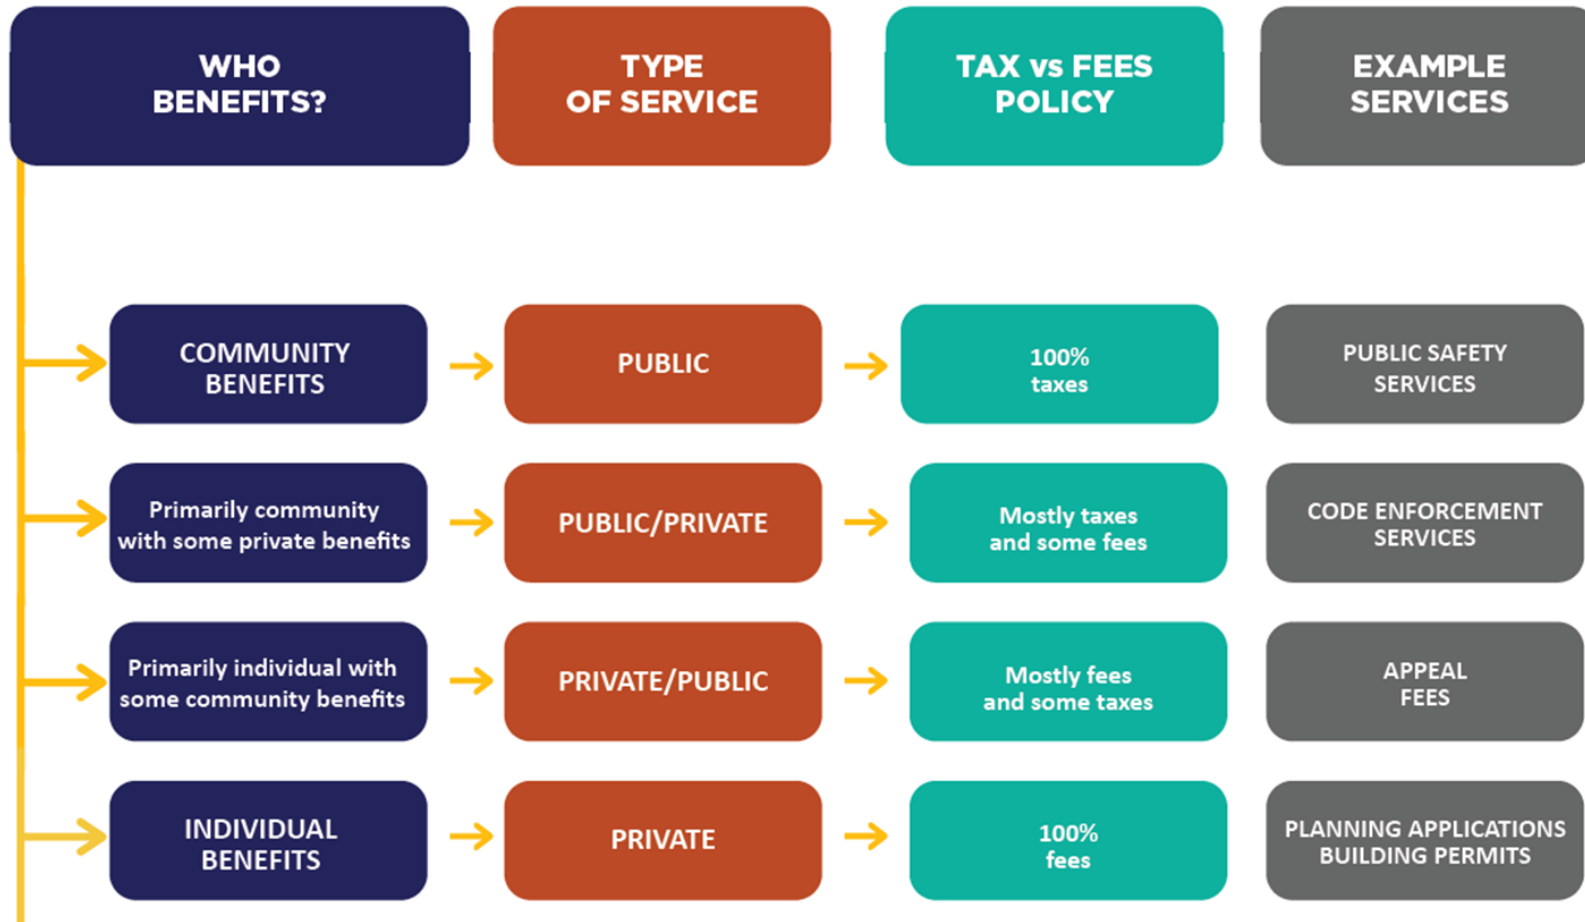 WHO
BENEFITS?
TYPE
OF SERVICE
TAX vs FEES
POLICY
EXAMPLE
SERVICES
COMMUNITY
BENEFITS
PUBLIC
100%
taxes
PUBLIC SAFETY
SERVICES
Primarily community
with some private benefits
PUBLIC/PRIVATE
Mostly taxes
and some fees
CODE ENFORCEMENT
SERVICES
Primarily individual with
some community benefits
PRIVATE/PUBLIC
Mostly fees
and some taxes
APPEAL
FEES
INDIVIDUAL
BENEFITS
PRIVATE
100%
fees
PLANNING APPLICATIONS
BUILDING PERMITS